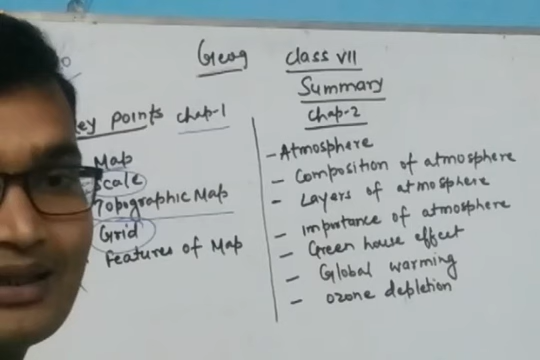 Geog class VII
Summary
Key points chap-1
Map
Scale
Topographic Map
Grid
features of Map
chap-2
- Atmosphere
- Composition of atmosphere
- Layers of atmosphere
- Importance of atmosphere
- Green house effect
- Global warming
- Ozone depletion